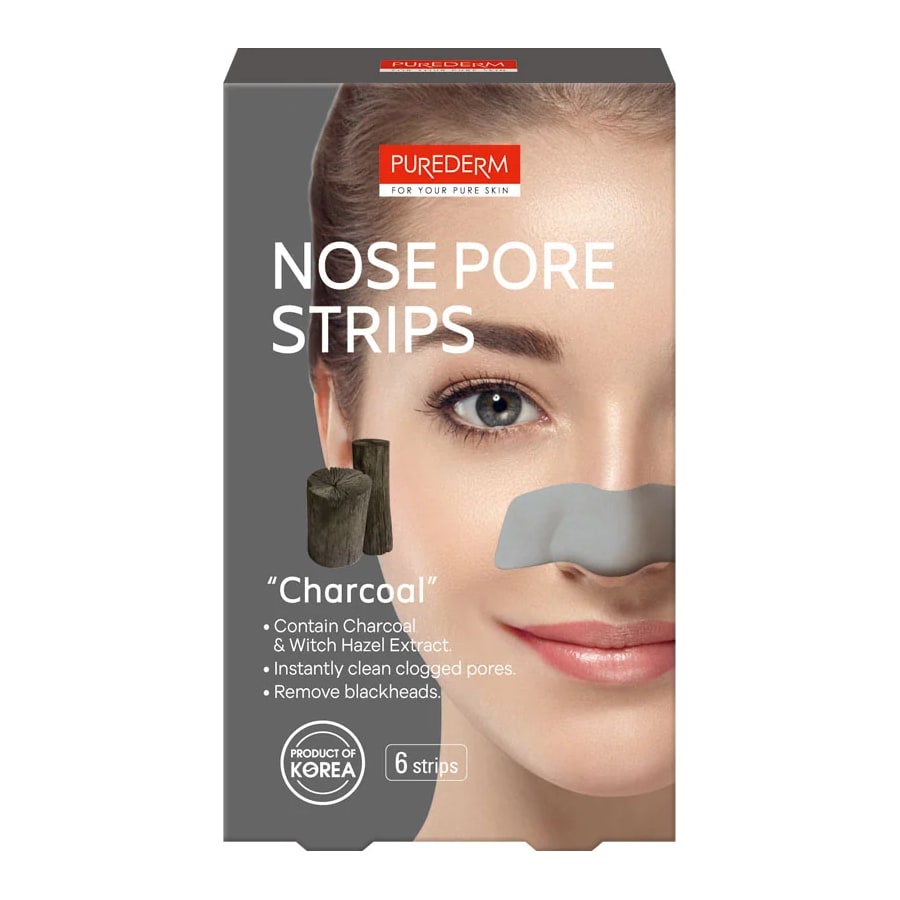 PUREDERM
FOR YOUR PURE SKIN
PUREDERM
FOR YOUR PURE SKIN
NOSE PORE
STRIPS
“Charcoal”
• Contain Charcoal
& Witch Hazel Extract.
• Instantly clean clogged pores.
• Remove blackheads.
PRODUCT OF
KOREA
6 strips